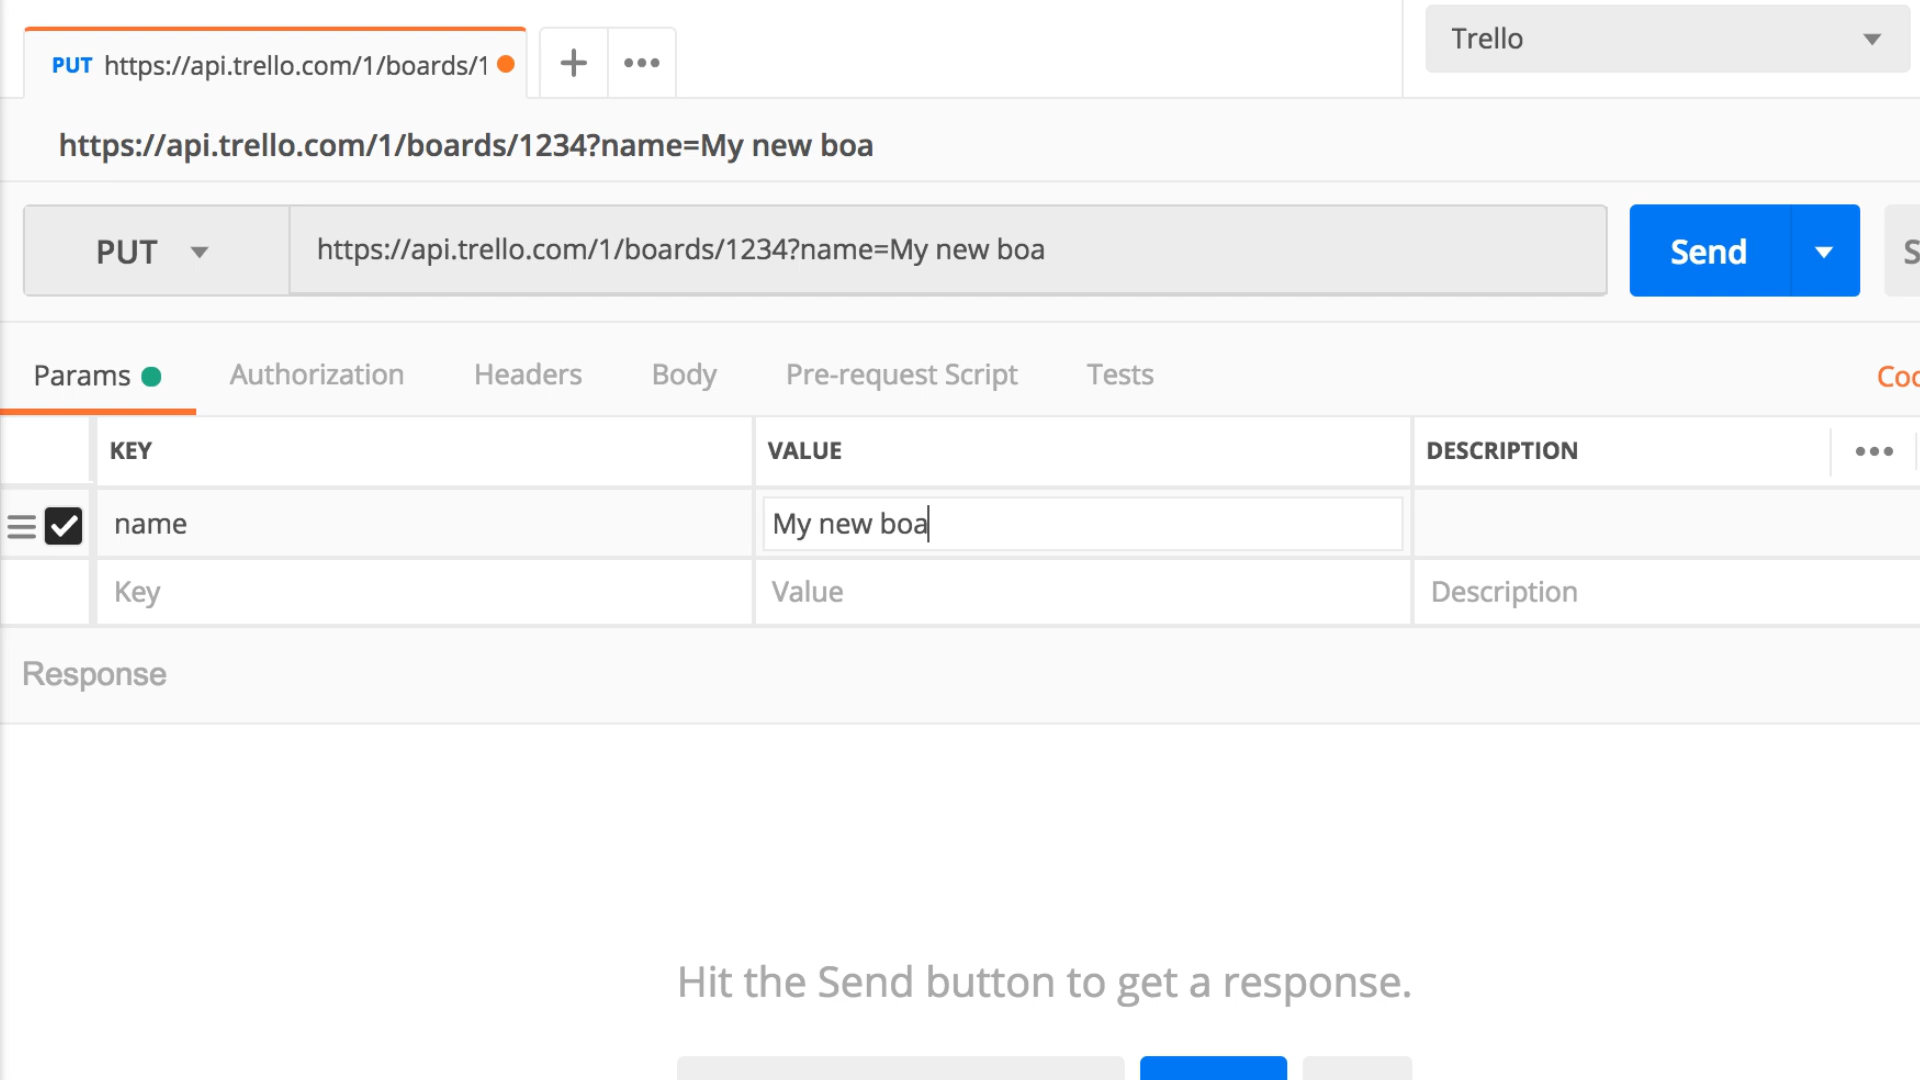 PUT https://api.trello.com/1/boards/1
Trello
https://api.trello.com/1/boards/1234?name=My new boa
PUT https://api.trello.com/1/boards/1234?name=My new boa Send
Params Authorization Headers Body Pre-request Script Tests
KEY VALUE DESCRIPTION
name My new boa
Key Value Description
Response
Hit the Send button to get a response.